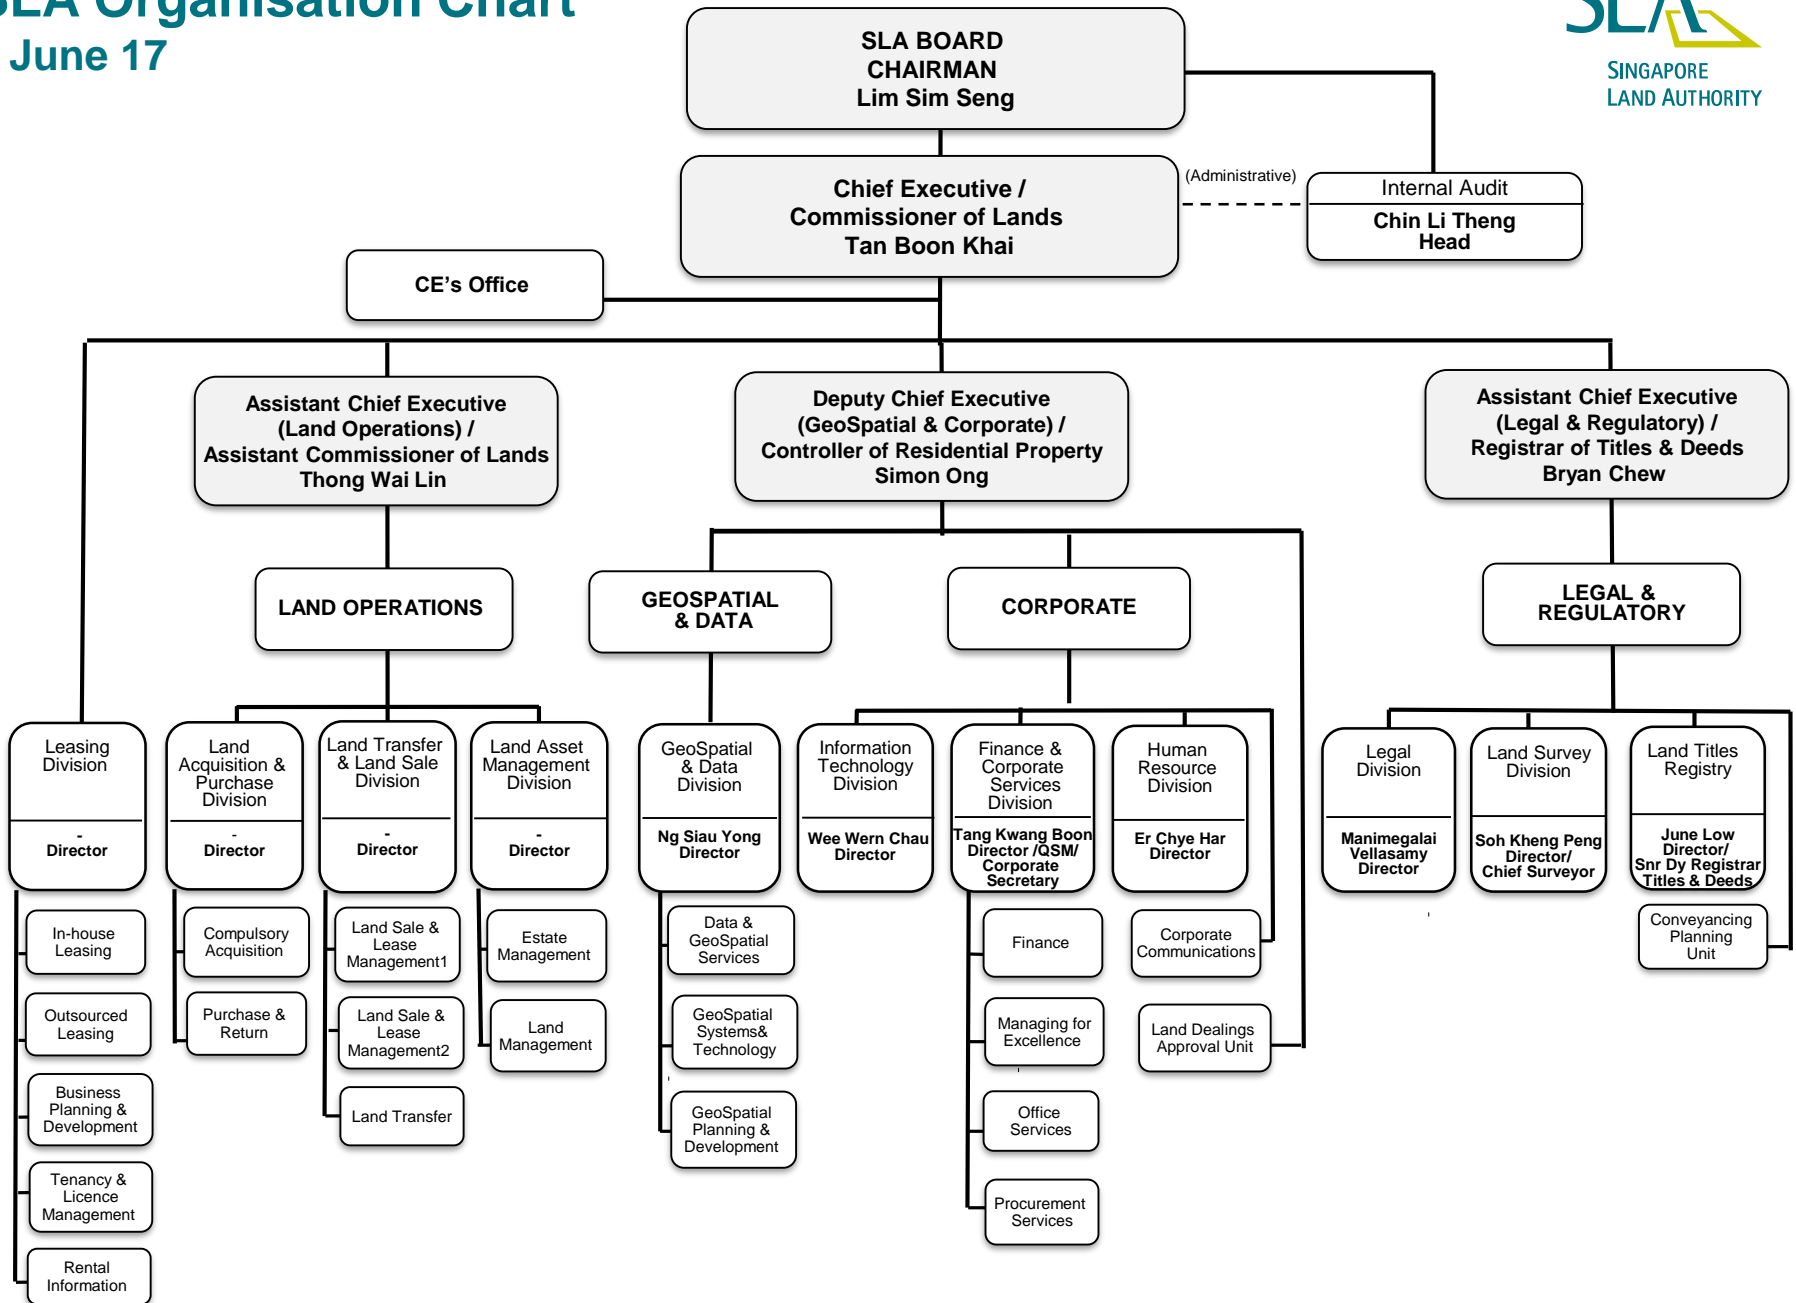 SLA Organisation Chart
June 17
SLA
SINGAPORE
LAND AUTHORITY
SLA BOARD
CHAIRMAN
Lim Sim Seng
Chief Executive /
Commissioner of Lands
Tan Boon Khai
(Administrative)
Internal Audit
Chin Li Theng
Head
CE's Office
Assistant Chief Executive
(Land Operations) /
Assistant Commissioner of Lands
Thong Wai Lin
Deputy Chief Executive
(GeoSpatial & Corporate) /
Controller of Residential Property
Simon Ong
Assistant Chief Executive
(Legal & Regulatory) /
Registrar of Titles & Deeds
Bryan Chew
LAND OPERATIONS
GEOSPATIAL
& DATA
CORPORATE
LEGAL &
REGULATORY
Leasing
Division
-
Director
Land
Acquisition &
Purchase
Division
-
Director
Land Transfer
& Land Sale
Division
-
Director
Land Asset
Management
Division
-
Director
GeoSpatial
& Data
Division
Ng Siau Yong
Director
Information
Technology
Division
Wee Wern Chau
Director
Finance &
Corporate
Services
Division
Tang Kwang Boon
Director /QSM/
Corporate
Secretary
Human
Resource
Division
Er Chye Har
Director
Legal
Division
Manimegalai
Vellasamy
Director
Land Survey
Division
Soh Kheng Peng
Director/
Chief Surveyor
Land Titles
Registry
June Low
Director/
Snr Dy Registrar
Titles & Deeds
In-house
Leasing
Outsourced
Leasing
Business
Planning &
Development
Tenancy &
Licence
Management
Rental
Information
Compulsory
Acquisition
Purchase &
Return
Land Sale &
Lease
Management1
Land Sale &
Lease
Management2
Land Transfer
Estate
Management
Land
Management
Data &
GeoSpatial
Services
GeoSpatial
Systems&
Technology
GeoSpatial
Planning &
Development
Finance
Managing for
Excellence
Office
Services
Procurement
Services
Corporate
Communications
Land Dealings
Approval Unit
Conveyancing
Planning
Unit